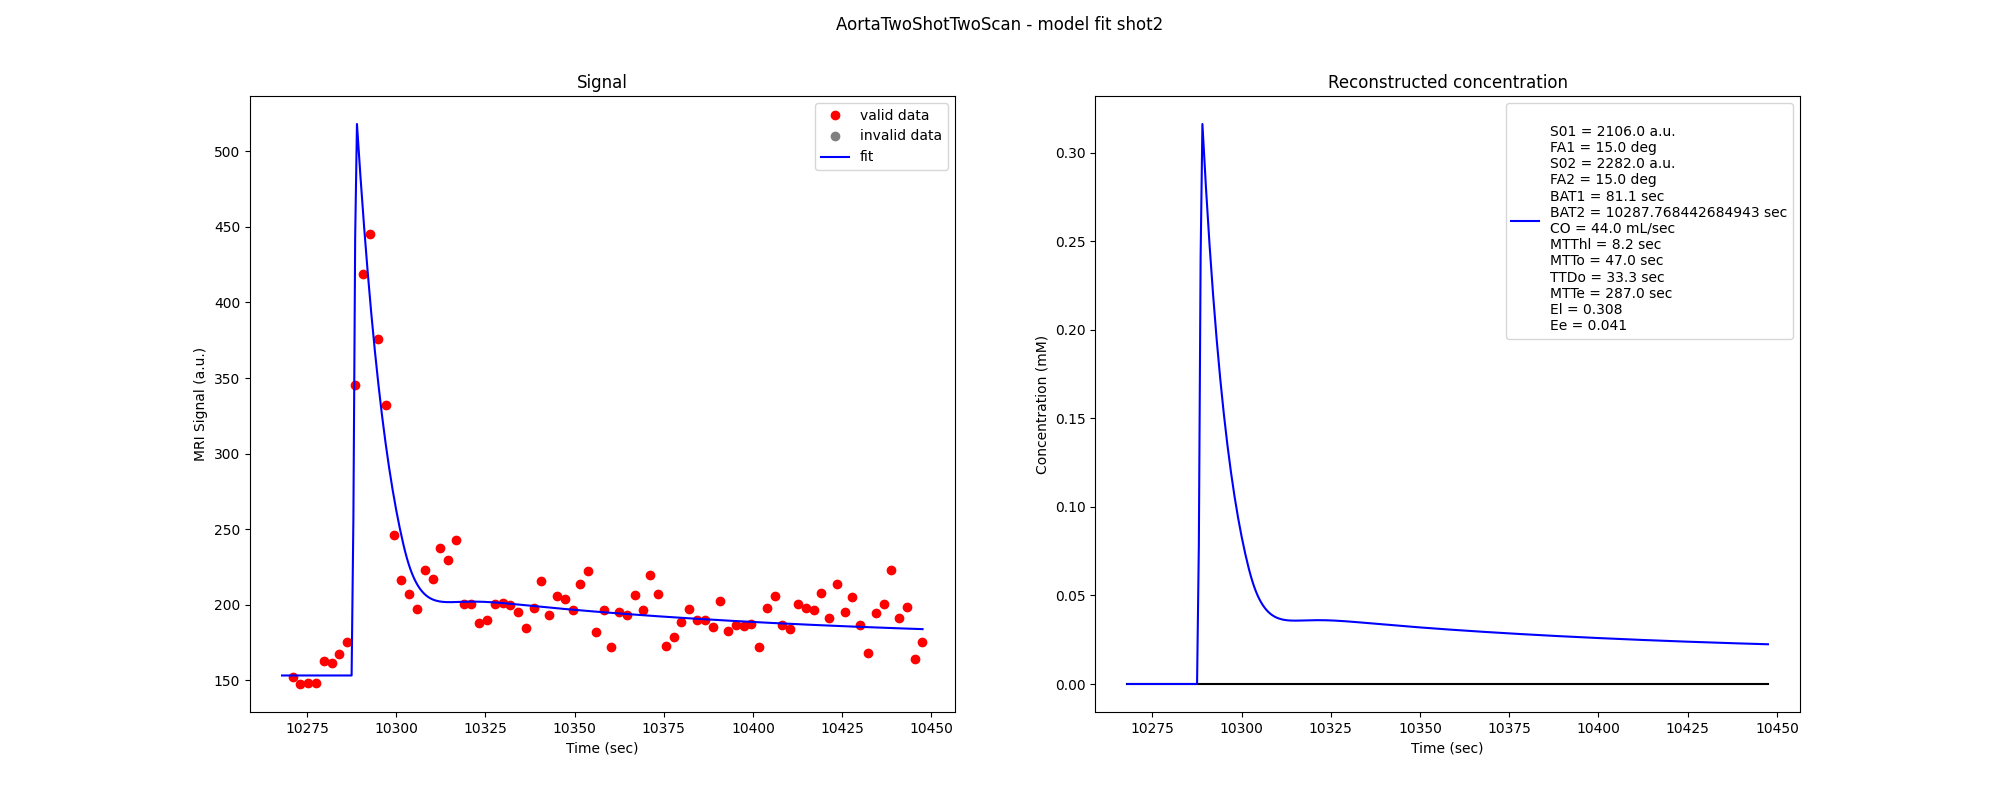 AortaTwoShotTwoScan - model fit shot2
Signal
MRI Signal (a.u.)
500
450
400
350
300
250
200
150
10275 10300 10325 10350 10375 10400 10425 10450
Time (sec)
valid data
invalid data
fit
Reconstructed concentration
Concentration (mM)
0.30
0.25
0.20
0.15
0.10
0.05
0.00
10275 10300 10325 10350 10375 10400 10425 10450
Time (sec)
S01 = 2106.0 a.u.
FA1 = 15.0 deg
S02 = 2282.0 a.u.
FA2 = 15.0 deg
BAT1 = 81.1 sec
BAT2 = 10287.768442684943 sec
CO = 44.0 mL/sec
MTThl = 8.2 sec
MTTo = 47.0 sec
TTDo = 33.3 sec
MTTe = 287.0 sec
El = 0.308
Ee = 0.041